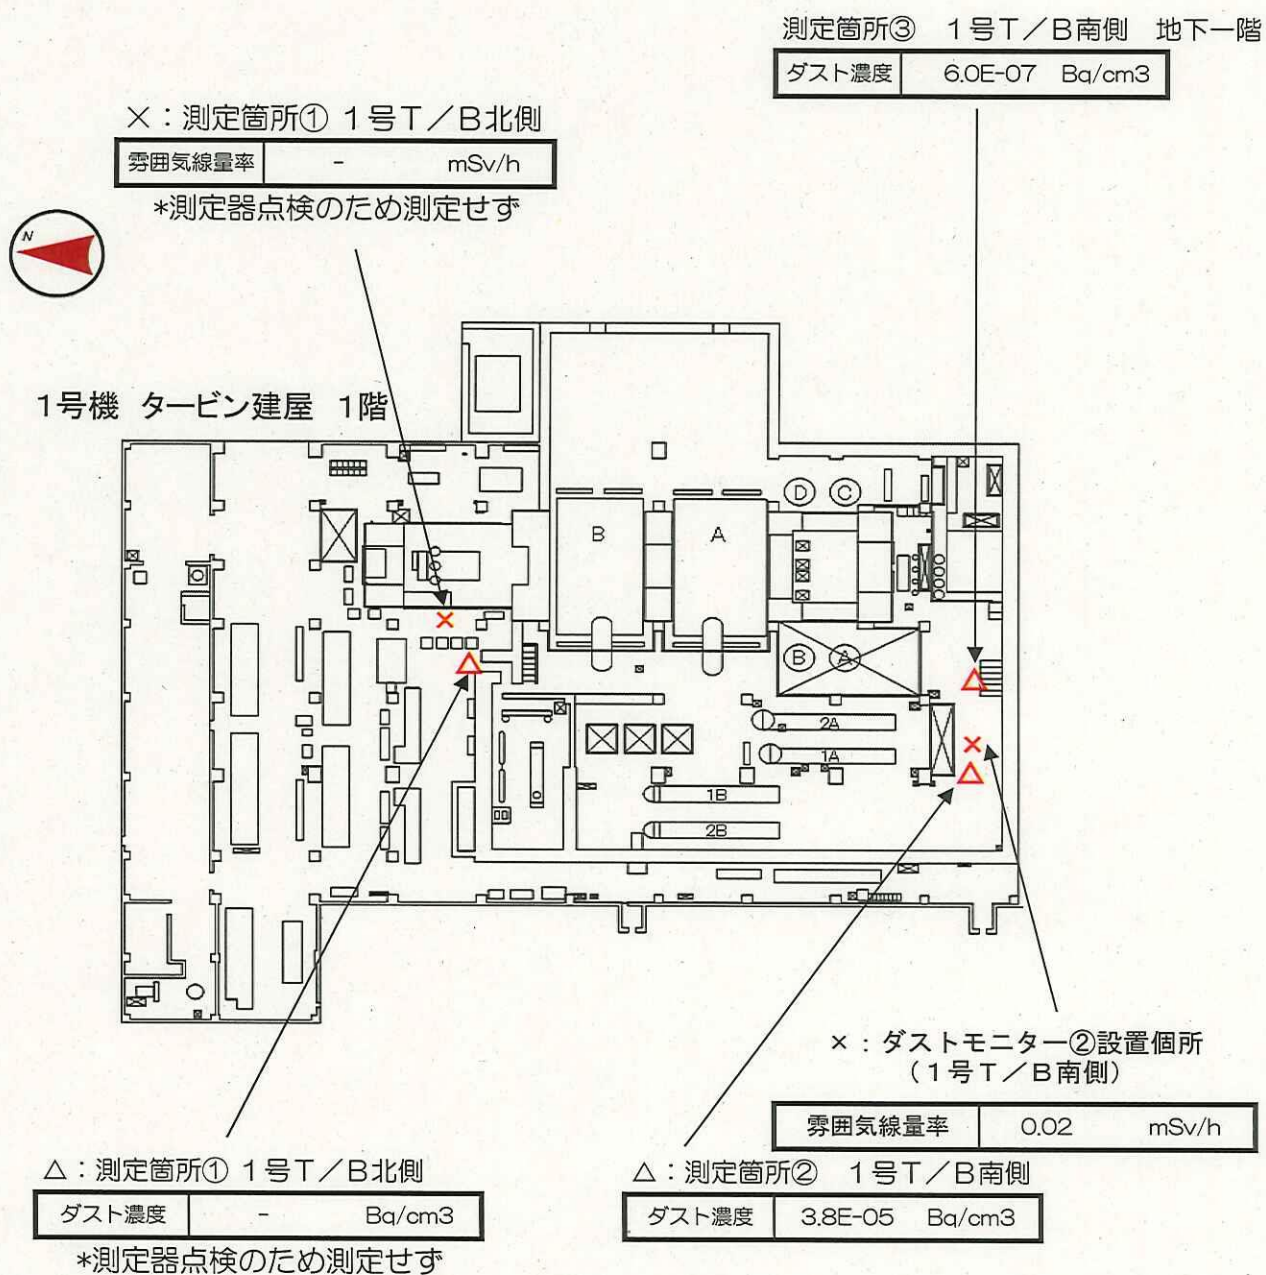 測定箇所③ 1号T/B南側 地下一階
ダスト濃度 6.0E-07 Bq/cm3
×:測定箇所① 1号T/B北側
雰囲気線量率 - mSv/h
*測定器点検のため測定せず
N
1号機 タービン建屋 1階
D C
B A
B A
2A
1A
1B
2B
×:ダストモニター②設置個所
(1号T/B南側)
雰囲気線量率 0.02 mSv/h
△:測定箇所① 1号T/B北側
ダスト濃度 - Bq/cm3
*測定器点検のため測定せず
△:測定箇所② 1号T/B南側
ダスト濃度 3.8E-05 Bq/cm3